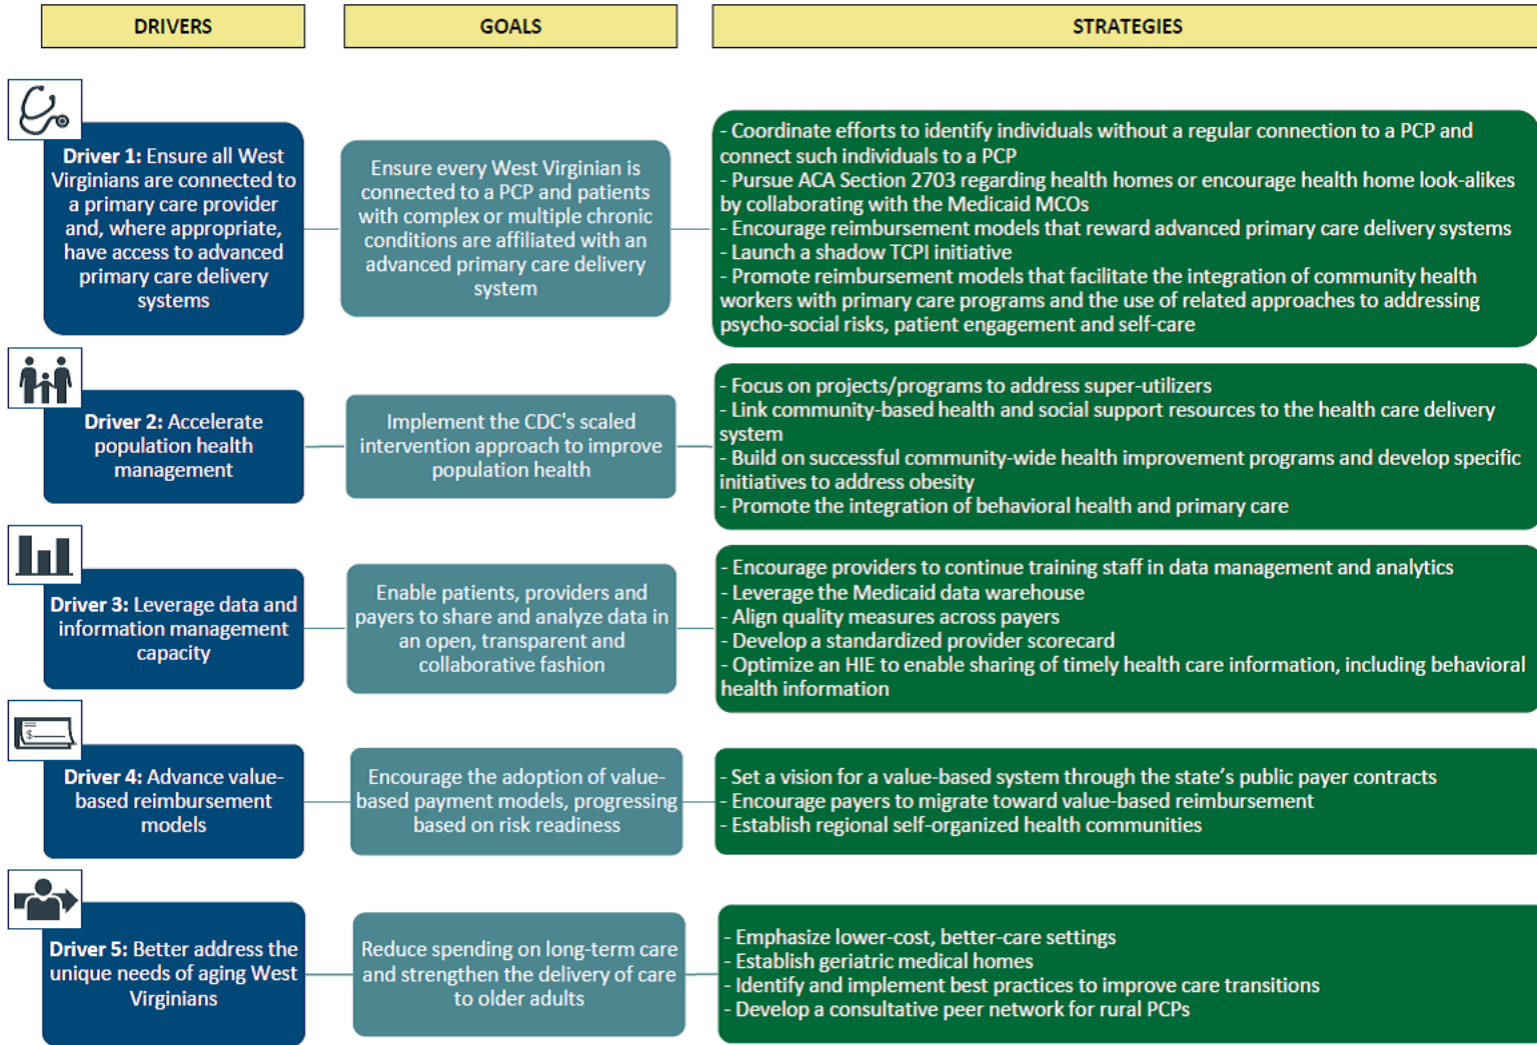 DRIVERS
GOALS
STRATEGIES
Driver 1: Ensure all West
Virginians are connected to
a primary care provider
and, where appropriate,
have access to advanced
primary care delivery
systems
Ensure every West Virginian is
connected to a PCP and patients
with complex or multiple chronic
conditions are affiliated with an
advanced primary care delivery
system
- Coordinate efforts to identify individuals without a regular connection to a PCP and
connect such individuals to a PCP
- Pursue ACA Section 2703 regarding health homes or encourage health home look-alikes
by collaborating with the Medicaid MCOs
- Encourage reimbursement models that reward advanced primary care delivery systems
- Launch a shadow TCPI initiative
- Promote reimbursement models that facilitate the integration of community health
workers with primary care programs and the use of related approaches to addressing
psycho-social risks, patient engagement and self-care
Driver 2: Accelerate
population health
management
Implement the CDC's scaled
intervention approach to improve
population health
- Focus on projects/programs to address super-utilizers
- Link community-based health and social support resources to the health care delivery
system
- Build on successful community-wide health improvement programs and develop specific
initiatives to address obesity
- Promote the integration of behavioral health and primary care
Driver 3: Leverage data and
information management
capacity
Enable patients, providers and
payers to share and analyze data in
an open, transparent and
collaborative fashion
- Encourage providers to continue training staff in data management and analytics
- Leverage the Medicaid data warehouse
- Align quality measures across payers
- Develop a standardized provider scorecard
- Optimize an HIE to enable sharing of timely health care information, including behavioral
health information
$
Driver 4: Advance value-
based reimbursement
models
Encourage the adoption of value-
based payment models, progressing
based on risk readiness
- Set a vision for a value-based system through the state’s public payer contracts
- Encourage payers to migrate toward value-based reimbursement
- Establish regional self-organized health communities
Driver 5: Better address the
unique needs of aging West
Virginians
Reduce spending on long-term care
and strengthen the delivery of care
to older adults
- Emphasize lower-cost, better-care settings
- Establish geriatric medical homes
- Identify and implement best practices to improve care transitions
- Develop a consultative peer network for rural PCPs